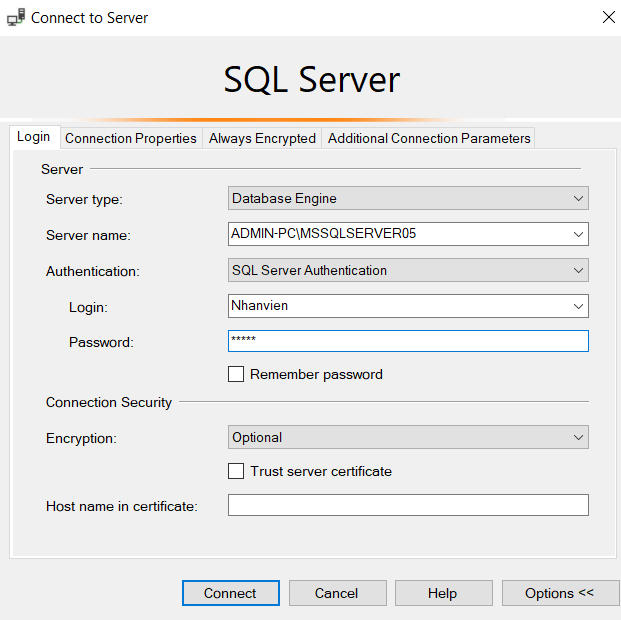 Connect to Server
SQL Server
Login Connection Properties Always Encrypted Additional Connection Parameters
Server
Server type: Database Engine
Server name: ADMIN-PC\MSSQLSERVER05
Authentication: SQL Server Authentication
Login: Nhanvien
Password: *****
Remember password
Connection Security
Encryption: Optional
Trust server certificate
Host name in certificate:
Connect Cancel Help Options <<